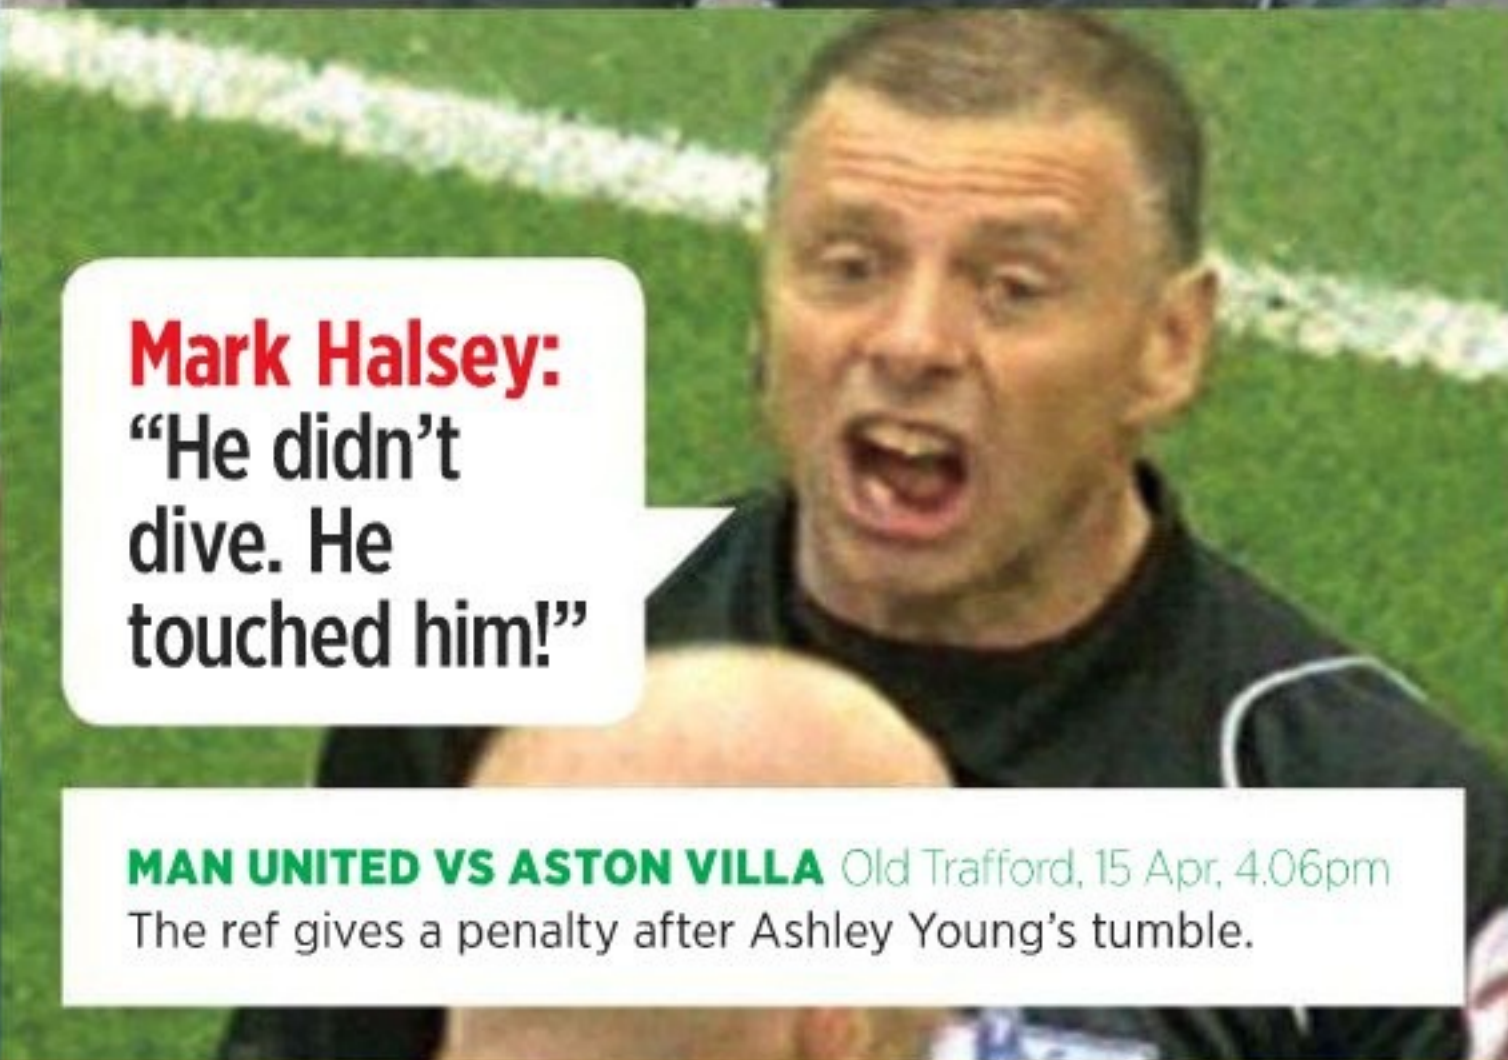 Mark Halsey:
“He didn’t
dive. He
touched him!”
MAN UNITED VS ASTON VILLA Old Trafford, 15 Apr, 4.06pm
The ref gives a penalty after Ashley Young’s tumble.